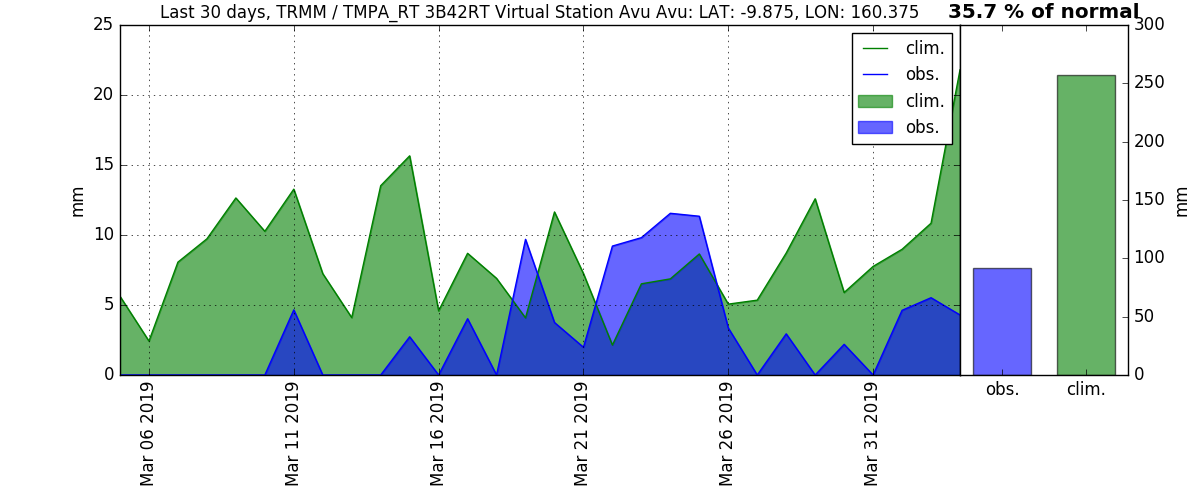 Last 30 days, TRMM / TMPA_RT 3B42RT Virtual Station Avu Avu: LAT: -9.875, LON: 160.375
35.7 % of normal
25
20
15
10
5
0
mm
clim.
obs.
clim.
obs.
Mar 06 2019
Mar 11 2019
Mar 16 2019
Mar 21 2019
Mar 26 2019
Mar 31 2019
300
250
200
150
100
50
0
mm
obs.
clim.